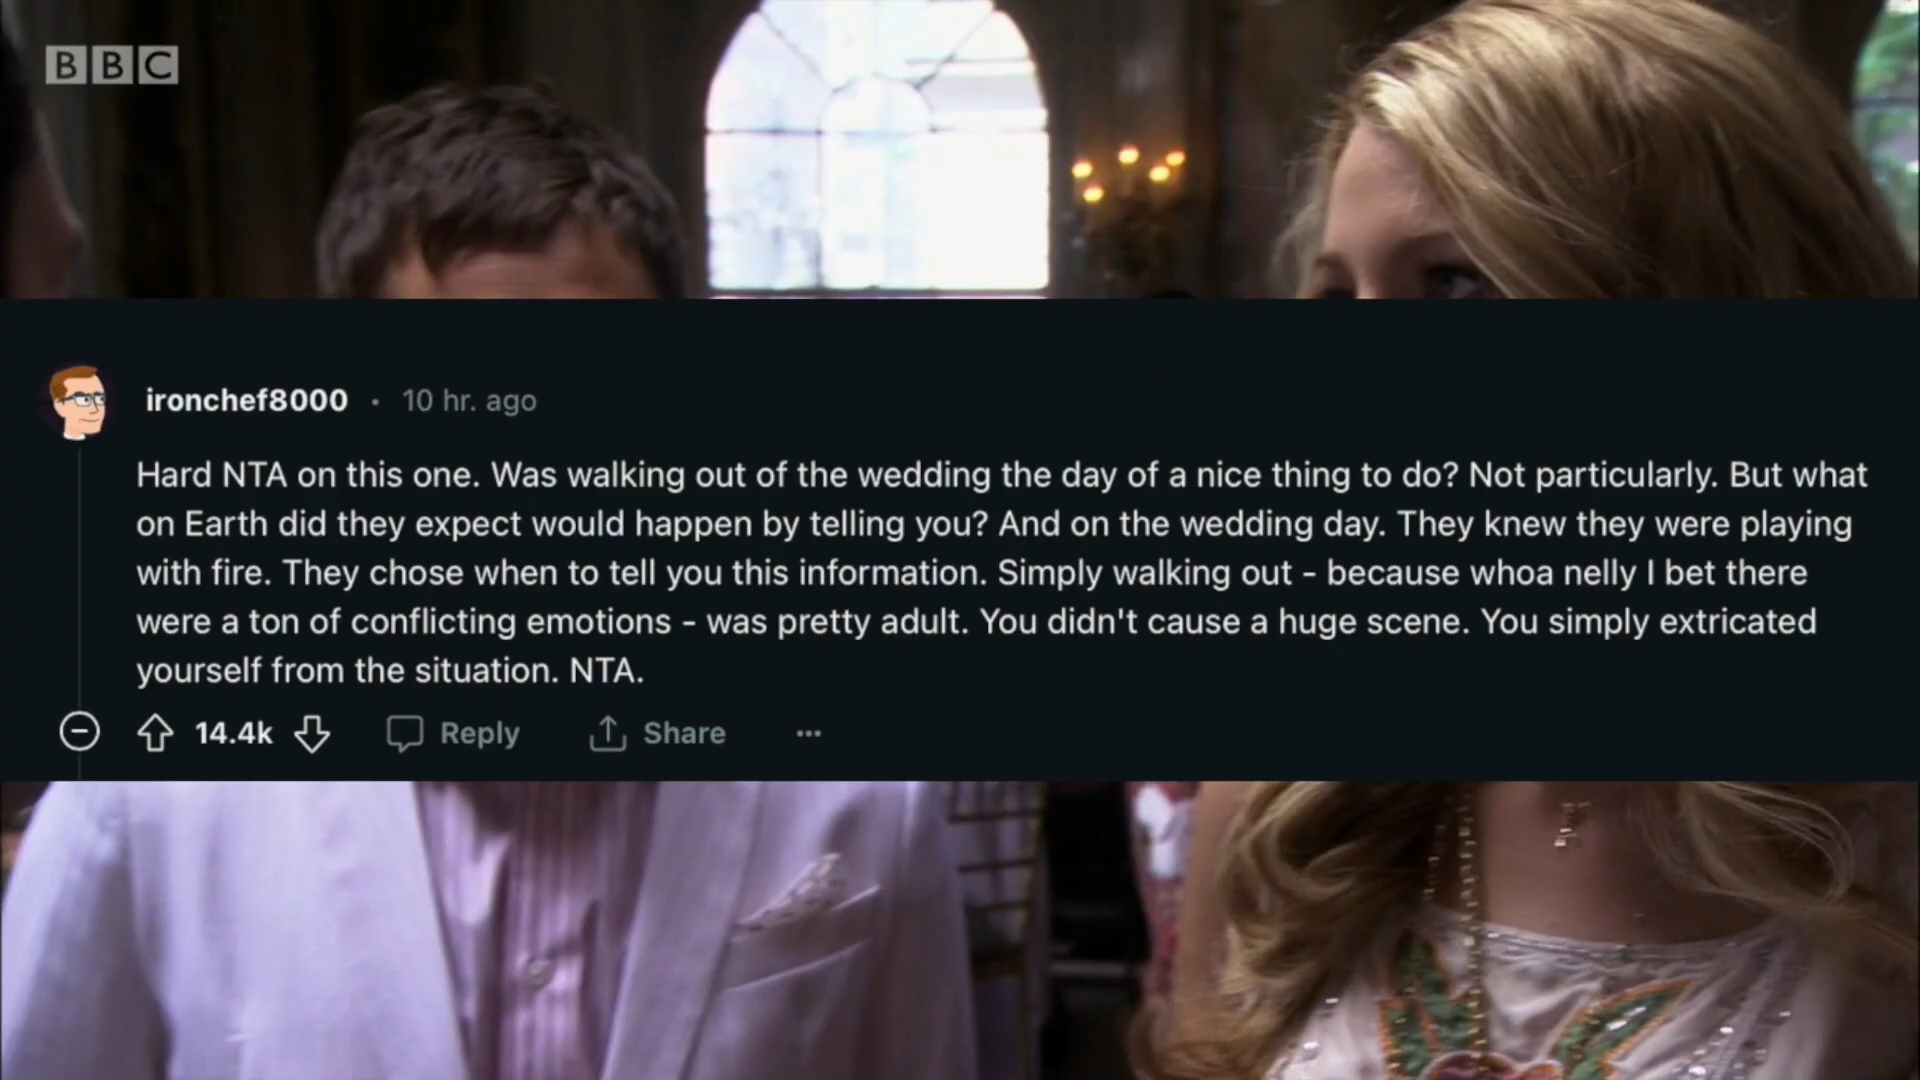 BBC
ironchef8000 · 10 hr. ago
Hard NTA on this one. Was walking out of the wedding the day of a nice thing to do? Not particularly. But what
on Earth did they expect would happen by telling you? And on the wedding day. They knew they were playing
with fire. They chose when to tell you this information. Simply walking out - because whoa nelly I bet there
were a ton of conflicting emotions - was pretty adult. You didn't cause a huge scene. You simply extricated
yourself from the situation. NTA.
14.4k Reply Share ...